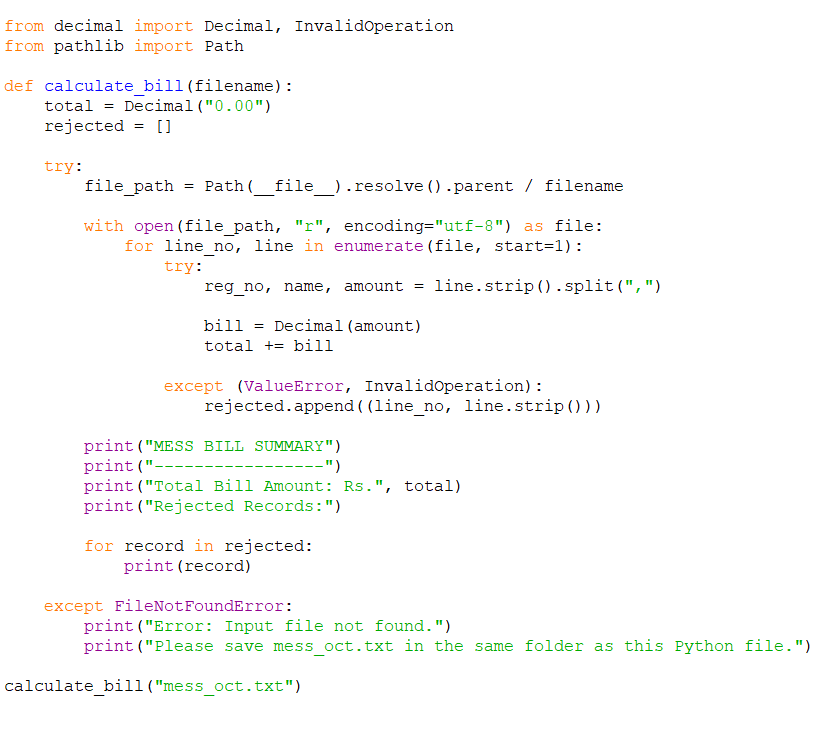 from decimal import Decimal, InvalidOperation
from pathlib import Path

def calculate_bill(filename):
    total = Decimal("0.00")
    rejected = []

    try:
        file_path = Path(__file__).resolve().parent / filename

        with open(file_path, "r", encoding="utf-8") as file:
            for line_no, line in enumerate(file, start=1):
                try:
                    reg_no, name, amount = line.strip().split(",")

                    bill = Decimal(amount)
                    total += bill

                except (ValueError, InvalidOperation):
                    rejected.append((line_no, line.strip()))

        print("MESS BILL SUMMARY")
        print("-----------------")
        print("Total Bill Amount: Rs.", total)
        print("Rejected Records:")

        for record in rejected:
            print(record)

    except FileNotFoundError:
        print("Error: Input file not found.")
        print("Please save mess_oct.txt in the same folder as this Python file.")

calculate_bill("mess_oct.txt")